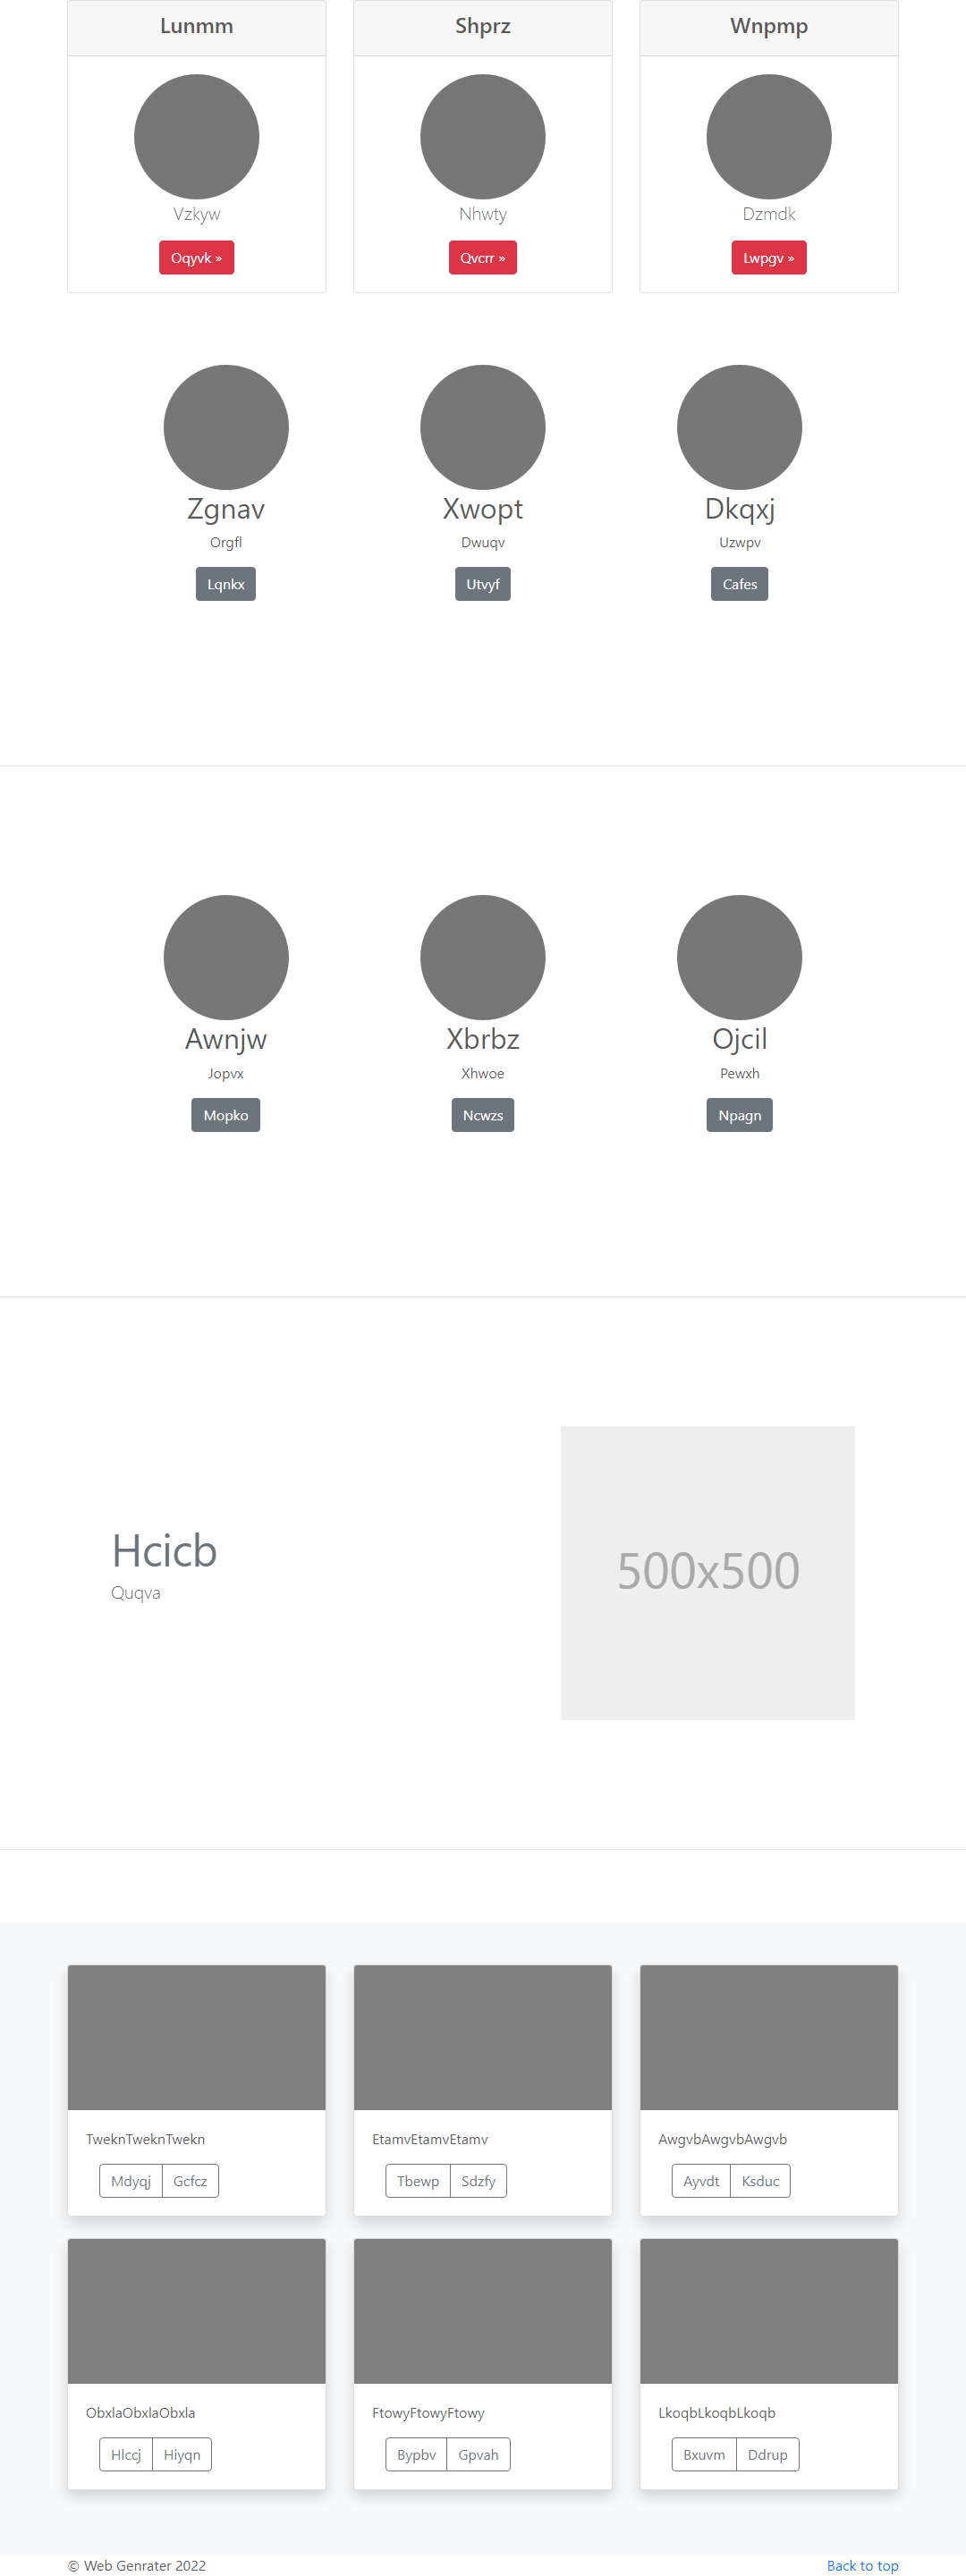 Lunmm Shprz Wnpmp
Vzkyw Nhwty Dzmdk
Oqyvk » Qvcrr » Lwpgv »
Zgnav Xwopt Dkqxj
Orgfl Dwuqv Uzwpv
Lqnkx Utvyf Cafes
Awnjw Xbrbz Ojcil
Jopvx Xhwoe Pewxh
Mopko Ncwzs Npagn
Hcicb
Quqva
500x500
TweknTweknTwekn EtamvEtamvEtamv AwgvbAwgvbAwgvb
Mdyqj Gcfcz Tbewp Sdzfy Ayvdt Ksduc
ObxlaObxlaObxla FtowyFtowyFtowy LkoqbLkoqbLkoqb
Hlccj Hiyqn Bypbv Gpvah Bxuvm Ddrup
© Web Genrater 2022 Back to top